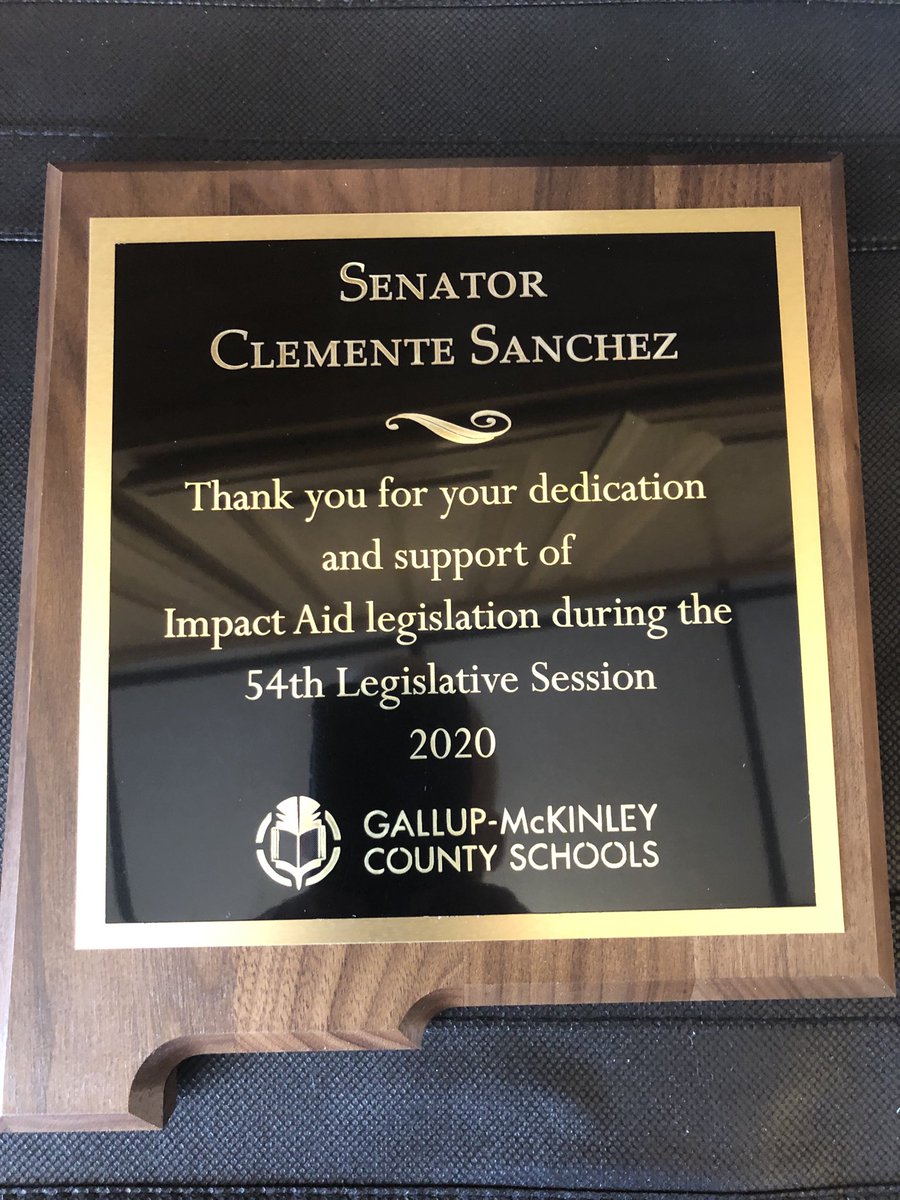 SENATOR
CLEMENTE SANCHEZ
Thank you for your dedication
and support of
Impact Aid legislation during the
54th Legislative Session
2020
GALLUP-McKINLEY
COUNTY SCHOOLS